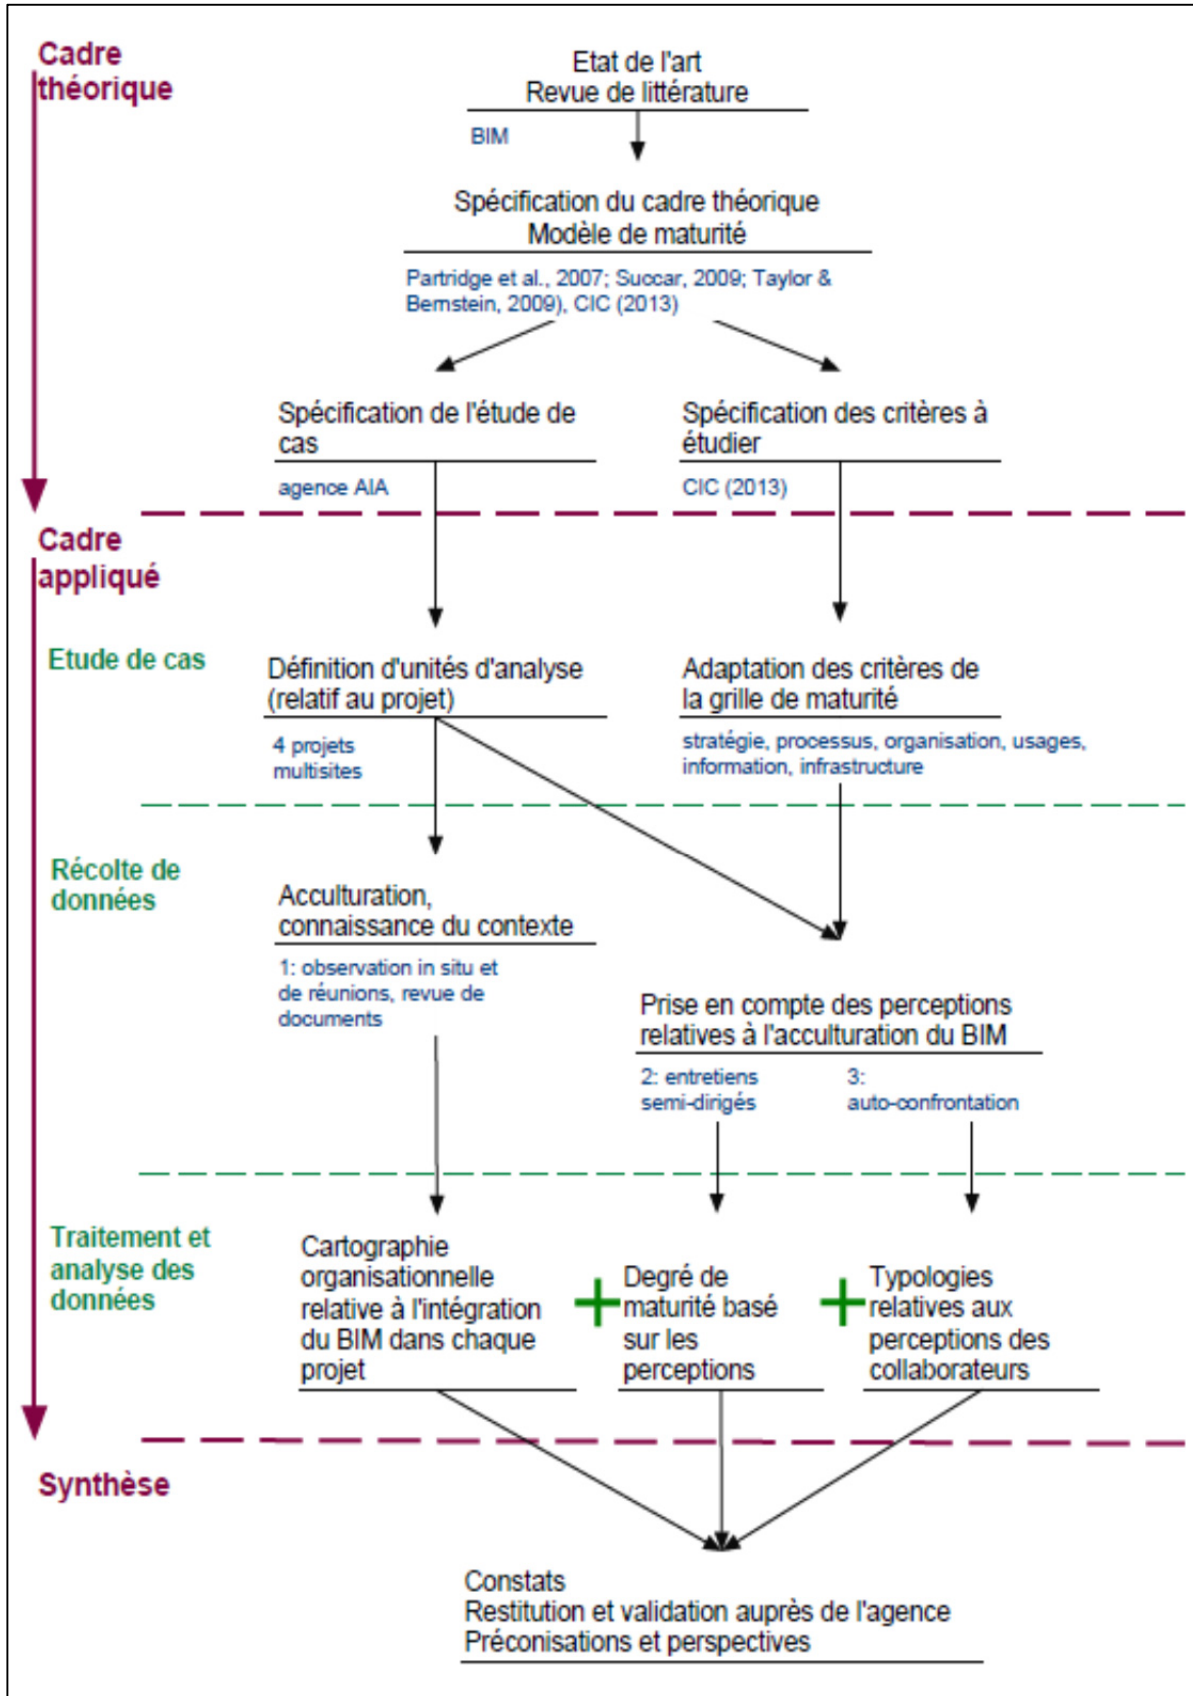 Cadre
théorique
Etat de l'art
Revue de littérature
BIM
Spécification du cadre théorique
Modèle de maturité
Partridge et al., 2007; Succar, 2009; Taylor &
Bernstein, 2009), CIC (2013)
Spécification de l'étude de
cas
agence AIA
Spécification des critères à
étudier
CIC (2013)
Cadre
appliqué
Etude de cas
Définition d'unités d'analyse
(relatif au projet)
4 projets
multisites
Adaptation des critères de
la grille de maturité
stratégie, processus, organisation, usages,
information, infrastructure
Récolte de
données
Acculturation,
connaissance du contexte
1: observation in situ et
de réunions, revue de
documents
Prise en compte des perceptions
relatives à l'acculturation du BIM
2: entretiens
semi-dirigés
3:
auto-confrontation
Traitement et
analyse des
données
Cartographie
organisationnelle
relative à l'intégration
du BIM dans chaque
projet
+
Degré de
maturité basé
sur les
perceptions
+
Typologies
relatives aux
perceptions des
collaborateurs
Synthèse
Constats
Restitution et validation auprès de l'agence
Préconisations et perspectives